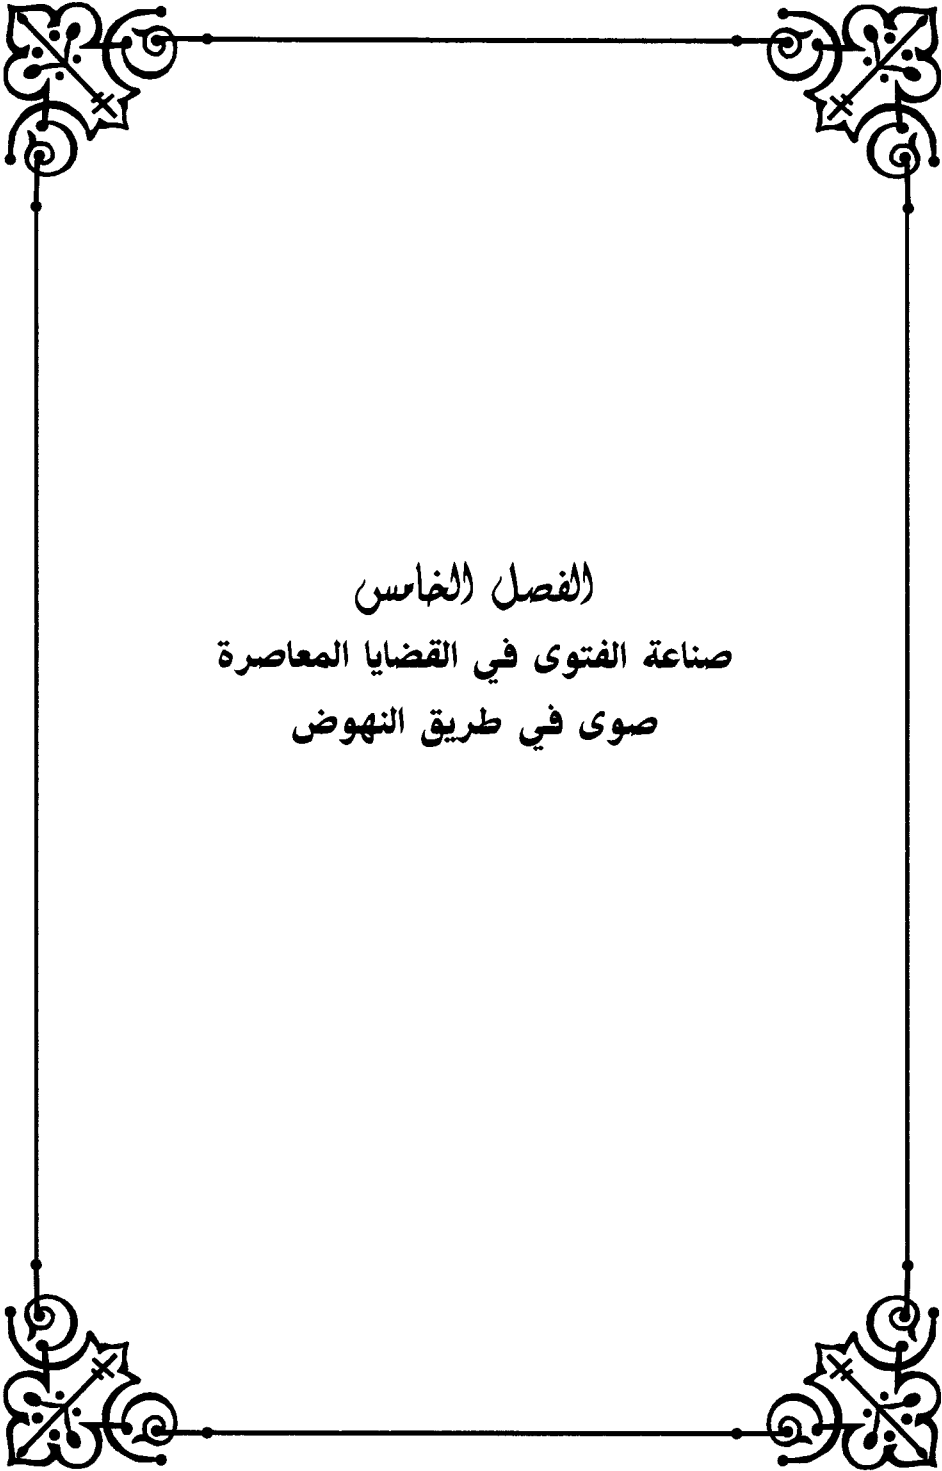 الفصل الخامس
صناعة الفتوى في القضايا المعاصرة
صوى في طريق النهوض